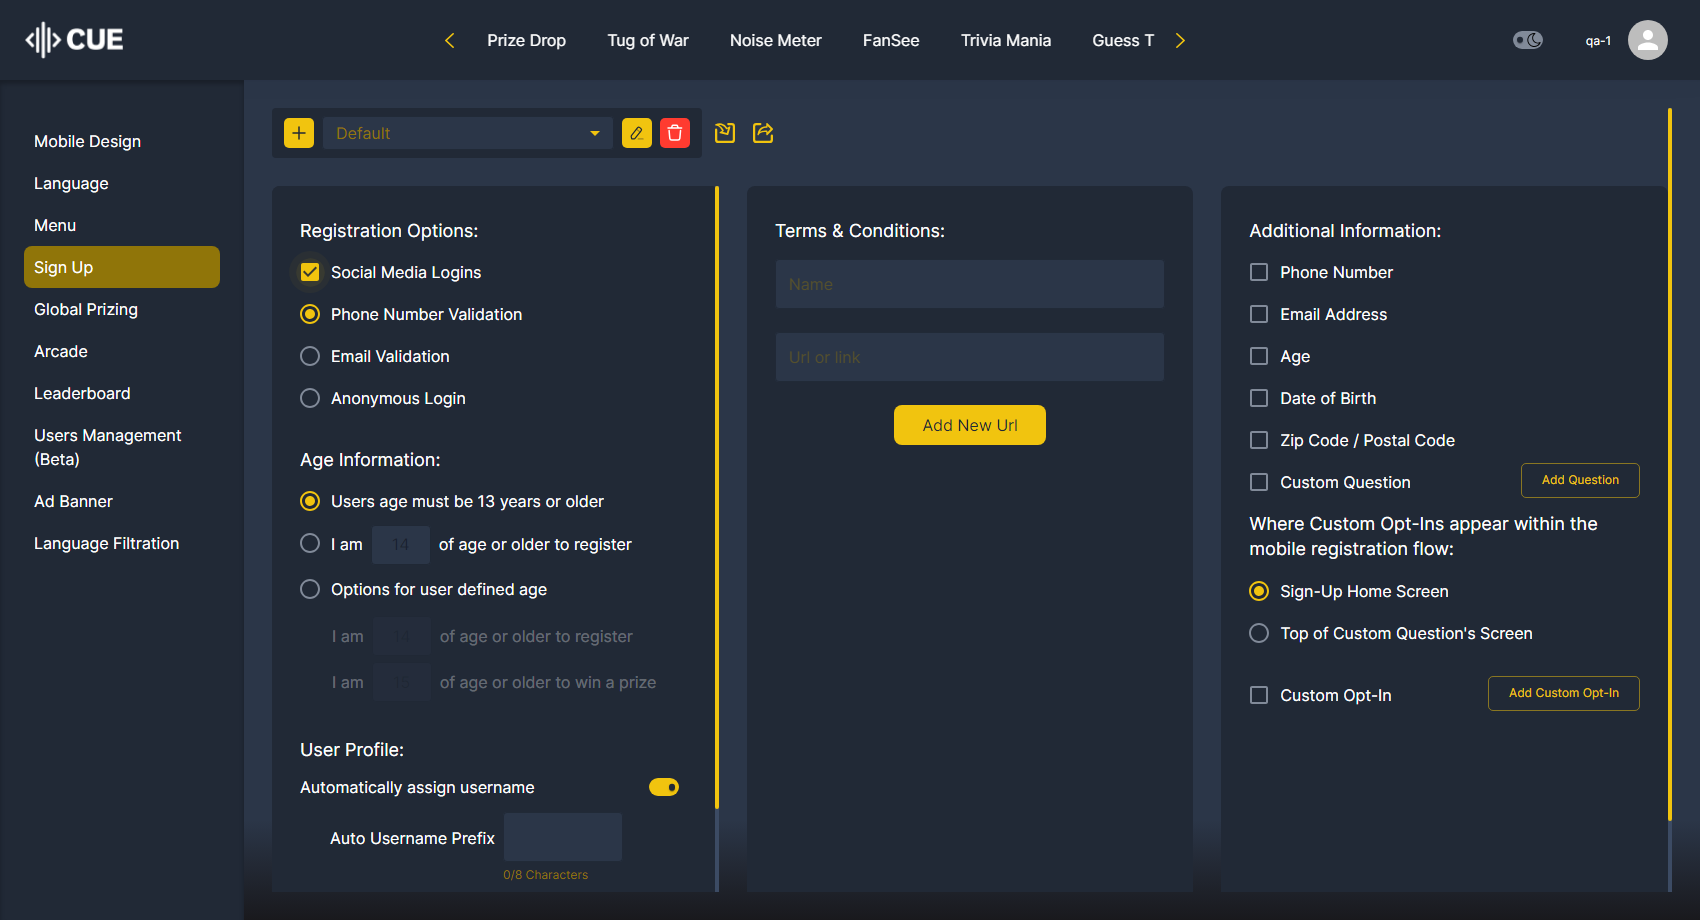 CUE
Prize Drop
Tug of War
Noise Meter
FanSee
Trivia Mania
Guess T
qa-1
Mobile Design
Language
Menu
Sign Up
Global Prizing
Arcade
Leaderboard
Users Management
(Beta)
Ad Banner
Language Filtration
Default
Registration Options:
Social Media Logins
Phone Number Validation
Email Validation
Anonymous Login
Age Information:
Users age must be 13 years or older
I am 14 of age or older to register
Options for user defined age
I am of age or older to register
I am of age or older to win a prize
User Profile:
Automatically assign username
Auto Username Prefix
0/8 Characters
Terms & Conditions:
Name
Url or link
Add New Url
Additional Information:
Phone Number
Email Address
Age
Date of Birth
Zip Code / Postal Code
Custom Question
Add Question
Where Custom Opt-Ins appear within the
mobile registration flow:
Sign-Up Home Screen
Top of Custom Question's Screen
Custom Opt-In
Add Custom Opt-In